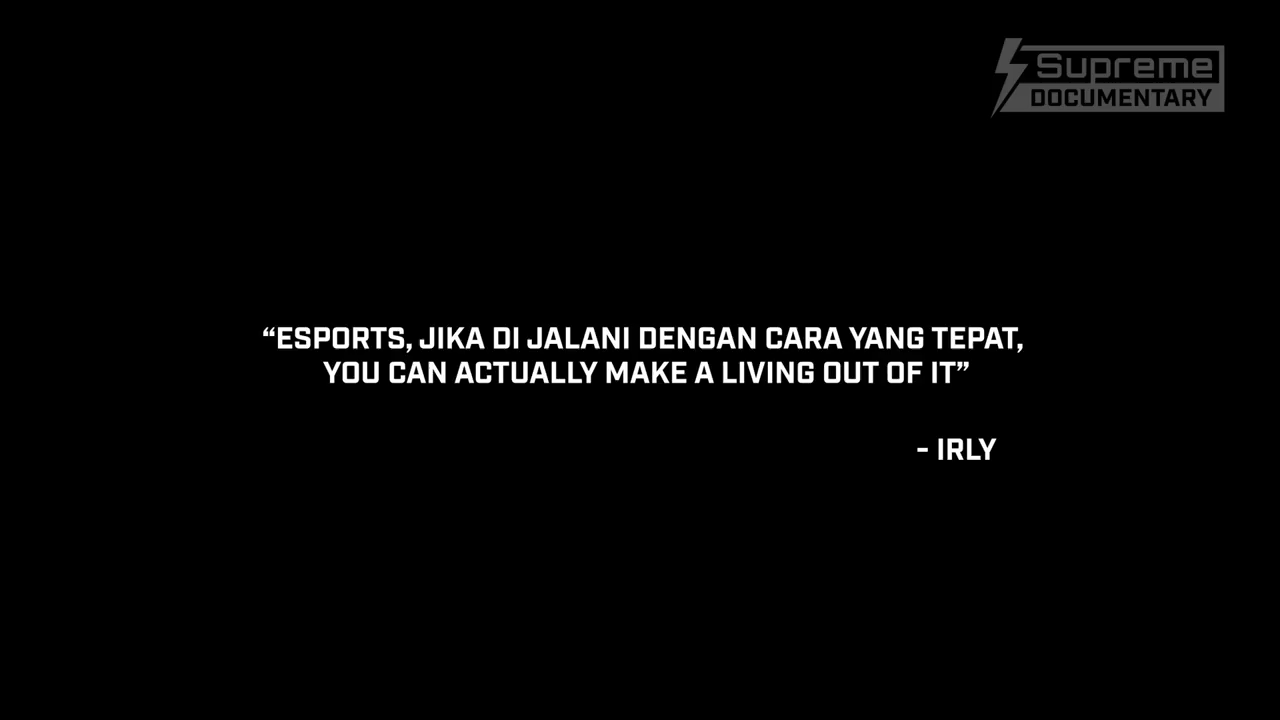 Supreme
DOCUMENTARY
“ESPORTS, JIKA DI JALANI DENGAN CARA YANG TEPAT,
YOU CAN ACTUALLY MAKE A LIVING OUT OF IT”
- IRLY